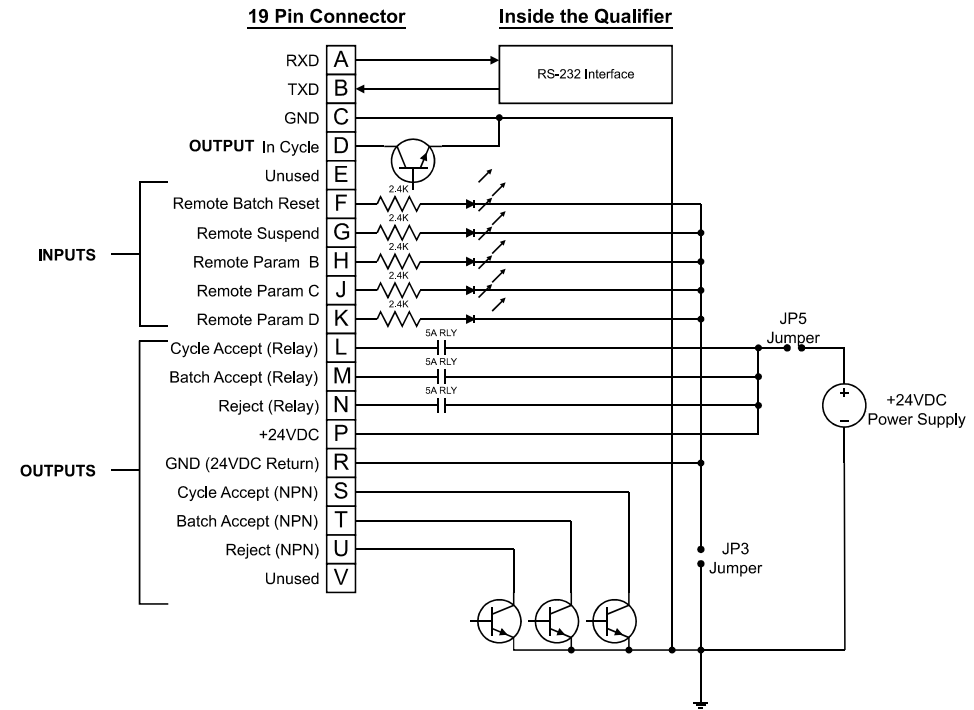 19 Pin Connector
Inside the Qualifier
RXD A
RS-232 Interface
TXD B
GND C
OUTPUT In Cycle D
Unused E
2.4K
Remote Batch Reset F
2.4K
Remote Suspend G
2.4K
INPUTS
Remote Param B H
2.4K
Remote Param C J
2.4K
Remote Param D K
JP5
Jumper
5A RLY
Cycle Accept (Relay) L
5A RLY
Batch Accept (Relay) M
5A RLY
Reject (Relay) N
+
-
+24VDC
Power Supply
+24VDC P
OUTPUTS
GND (24VDC Return) R
Cycle Accept (NPN) S
Batch Accept (NPN) T
Reject (NPN) U
JP3
Jumper
Unused V